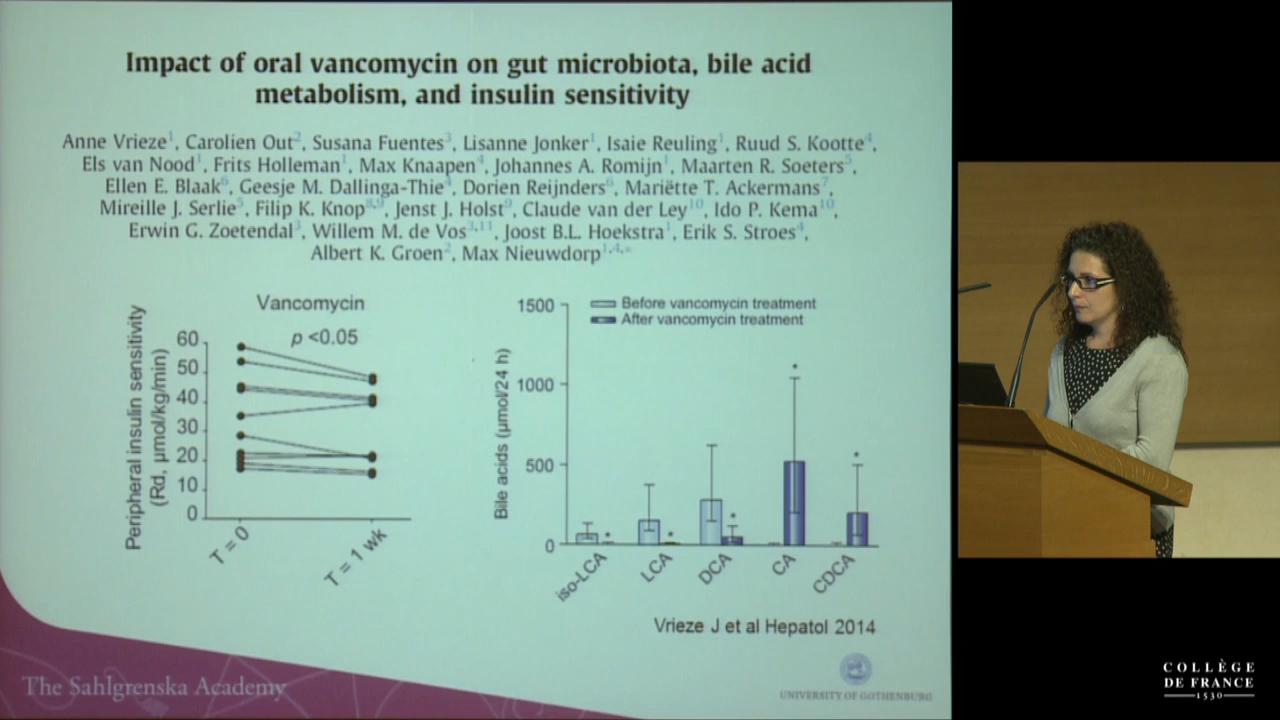 Impact of oral vancomycin on gut microbiota, bile acid
metabolism, and insulin sensitivity
Anne Vrieze1, Carolien Out2, Susana Fuentes3, Lisanne Jonker1, Isaie Reuling1, Ruud S. Kootte4,
Els van Nood1, Frits Holleman1, Max Knaapen4, Johannes A. Romijn1, Maarten R. Soeters5,
Ellen E. Blaak6, Geesje M. Dallinga-Thie4, Dorien Reijnders6, Mariëtte T. Ackermans7,
Mireille J. Serlie5, Filip K. Knop8,9, Jenst J. Holst9, Claude van der Ley10, Ido P. Kema10,
Erwin G. Zoetendal3, Willem M. de Vos3,11, Joost B.L. Hoekstra1, Erik S. Stroes4,
Albert K. Groen2, Max Nieuwdorp1,4,*
Vancomycin
p <0.05
Peripheral insulin sensitivity
(Rd, µmol/kg/min)
60
50
40
30
20
10
0
T = 0
T = 1 wk
Before vancomycin treatment
After vancomycin treatment
Bile acids (µmol/24 h)
1500
1000
500
0
* * * * *
iso-LCA
LCA
DCA
CA
CDCA
Vrieze J et al Hepatol 2014
The Sahlgrenska Academy
UNIVERSITY OF GOTHENBURG
COLLÈGE
DE FRANCE
1530